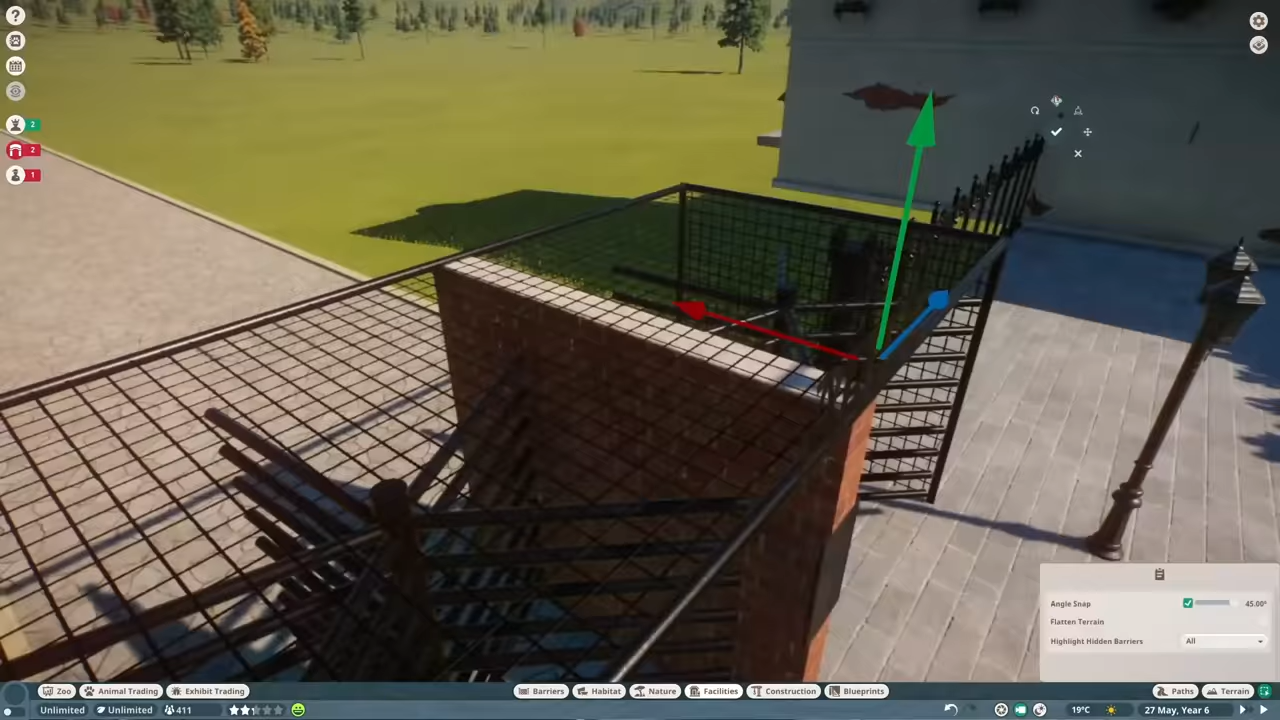 ?
2
2
1
Angle Snap 45.00°
Flatten Terrain
Highlight Hidden Barriers All
Zoo Animal Trading Exhibit Trading Barriers Habitat Nature Facilities Construction Blueprints Paths Terrain
Unlimited Unlimited 411 19°C 27 May, Year 6